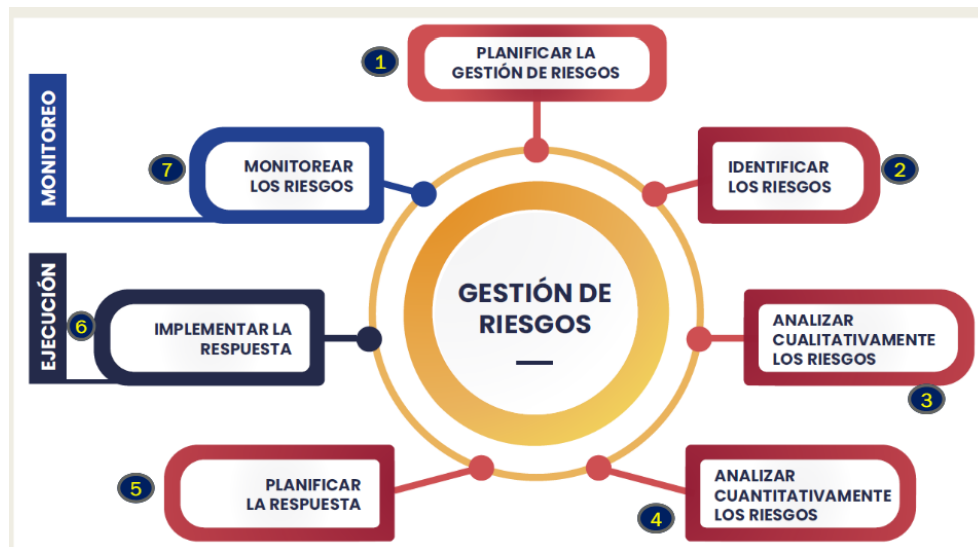 1
PLANIFICAR LA
GESTIÓN DE RIESGOS
MONITOREO
7
MONITOREAR
LOS RIESGOS
IDENTIFICAR
LOS RIESGOS
2
GESTIÓN DE
RIESGOS
EJECUCIÓN
6
IMPLEMENTAR LA
RESPUESTA
ANALIZAR
CUALITATIVAMENTE
LOS RIESGOS
3
5
PLANIFICAR
LA RESPUESTA
ANALIZAR
CUANTITATIVAMENTE
LOS RIESGOS
4